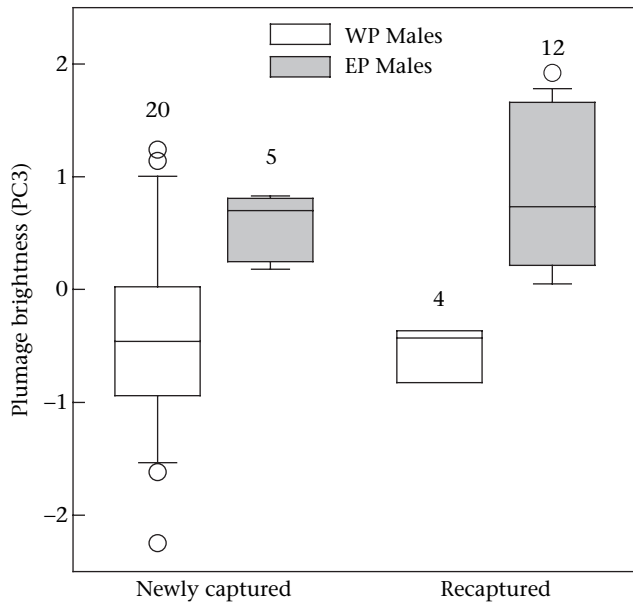 WP Males
EP Males
20
5
4
12
2
1
0
−1
−2
Plumage brightness (PC3)
Newly captured
Recaptured